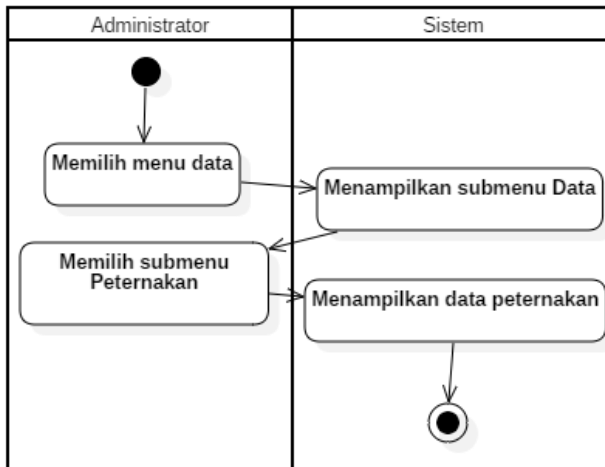 Administrator
Sistem
Memilih menu data
Menampilkan submenu Data
Memilih submenu
Peternakan
Menampilkan data peternakan